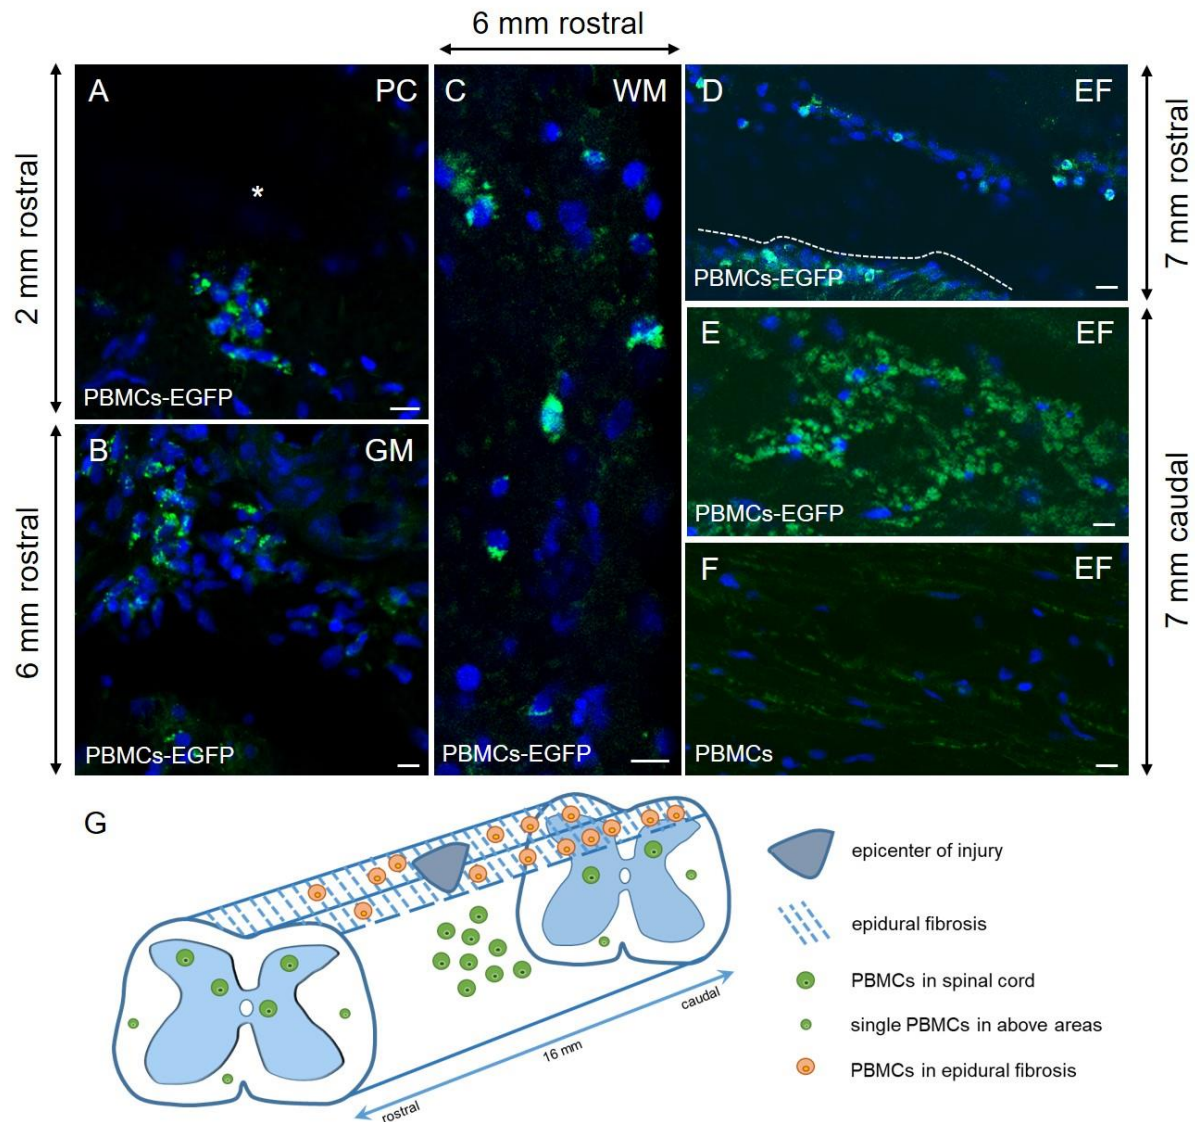 6 mm rostral
2 mm rostral
A
PC
*
PBMCs-EGFP
6 mm rostral
B
GM
PBMCs-EGFP
C
WM
PBMCs-EGFP
D
EF
PBMCs-EGFP
7 mm rostral
E
EF
PBMCs-EGFP
F
EF
PBMCs
7 mm caudal
G
caudal
16 mm
rostral
epicenter of injury
epidural fibrosis
PBMCs in spinal cord
single PBMCs in above areas
PBMCs in epidural fibrosis